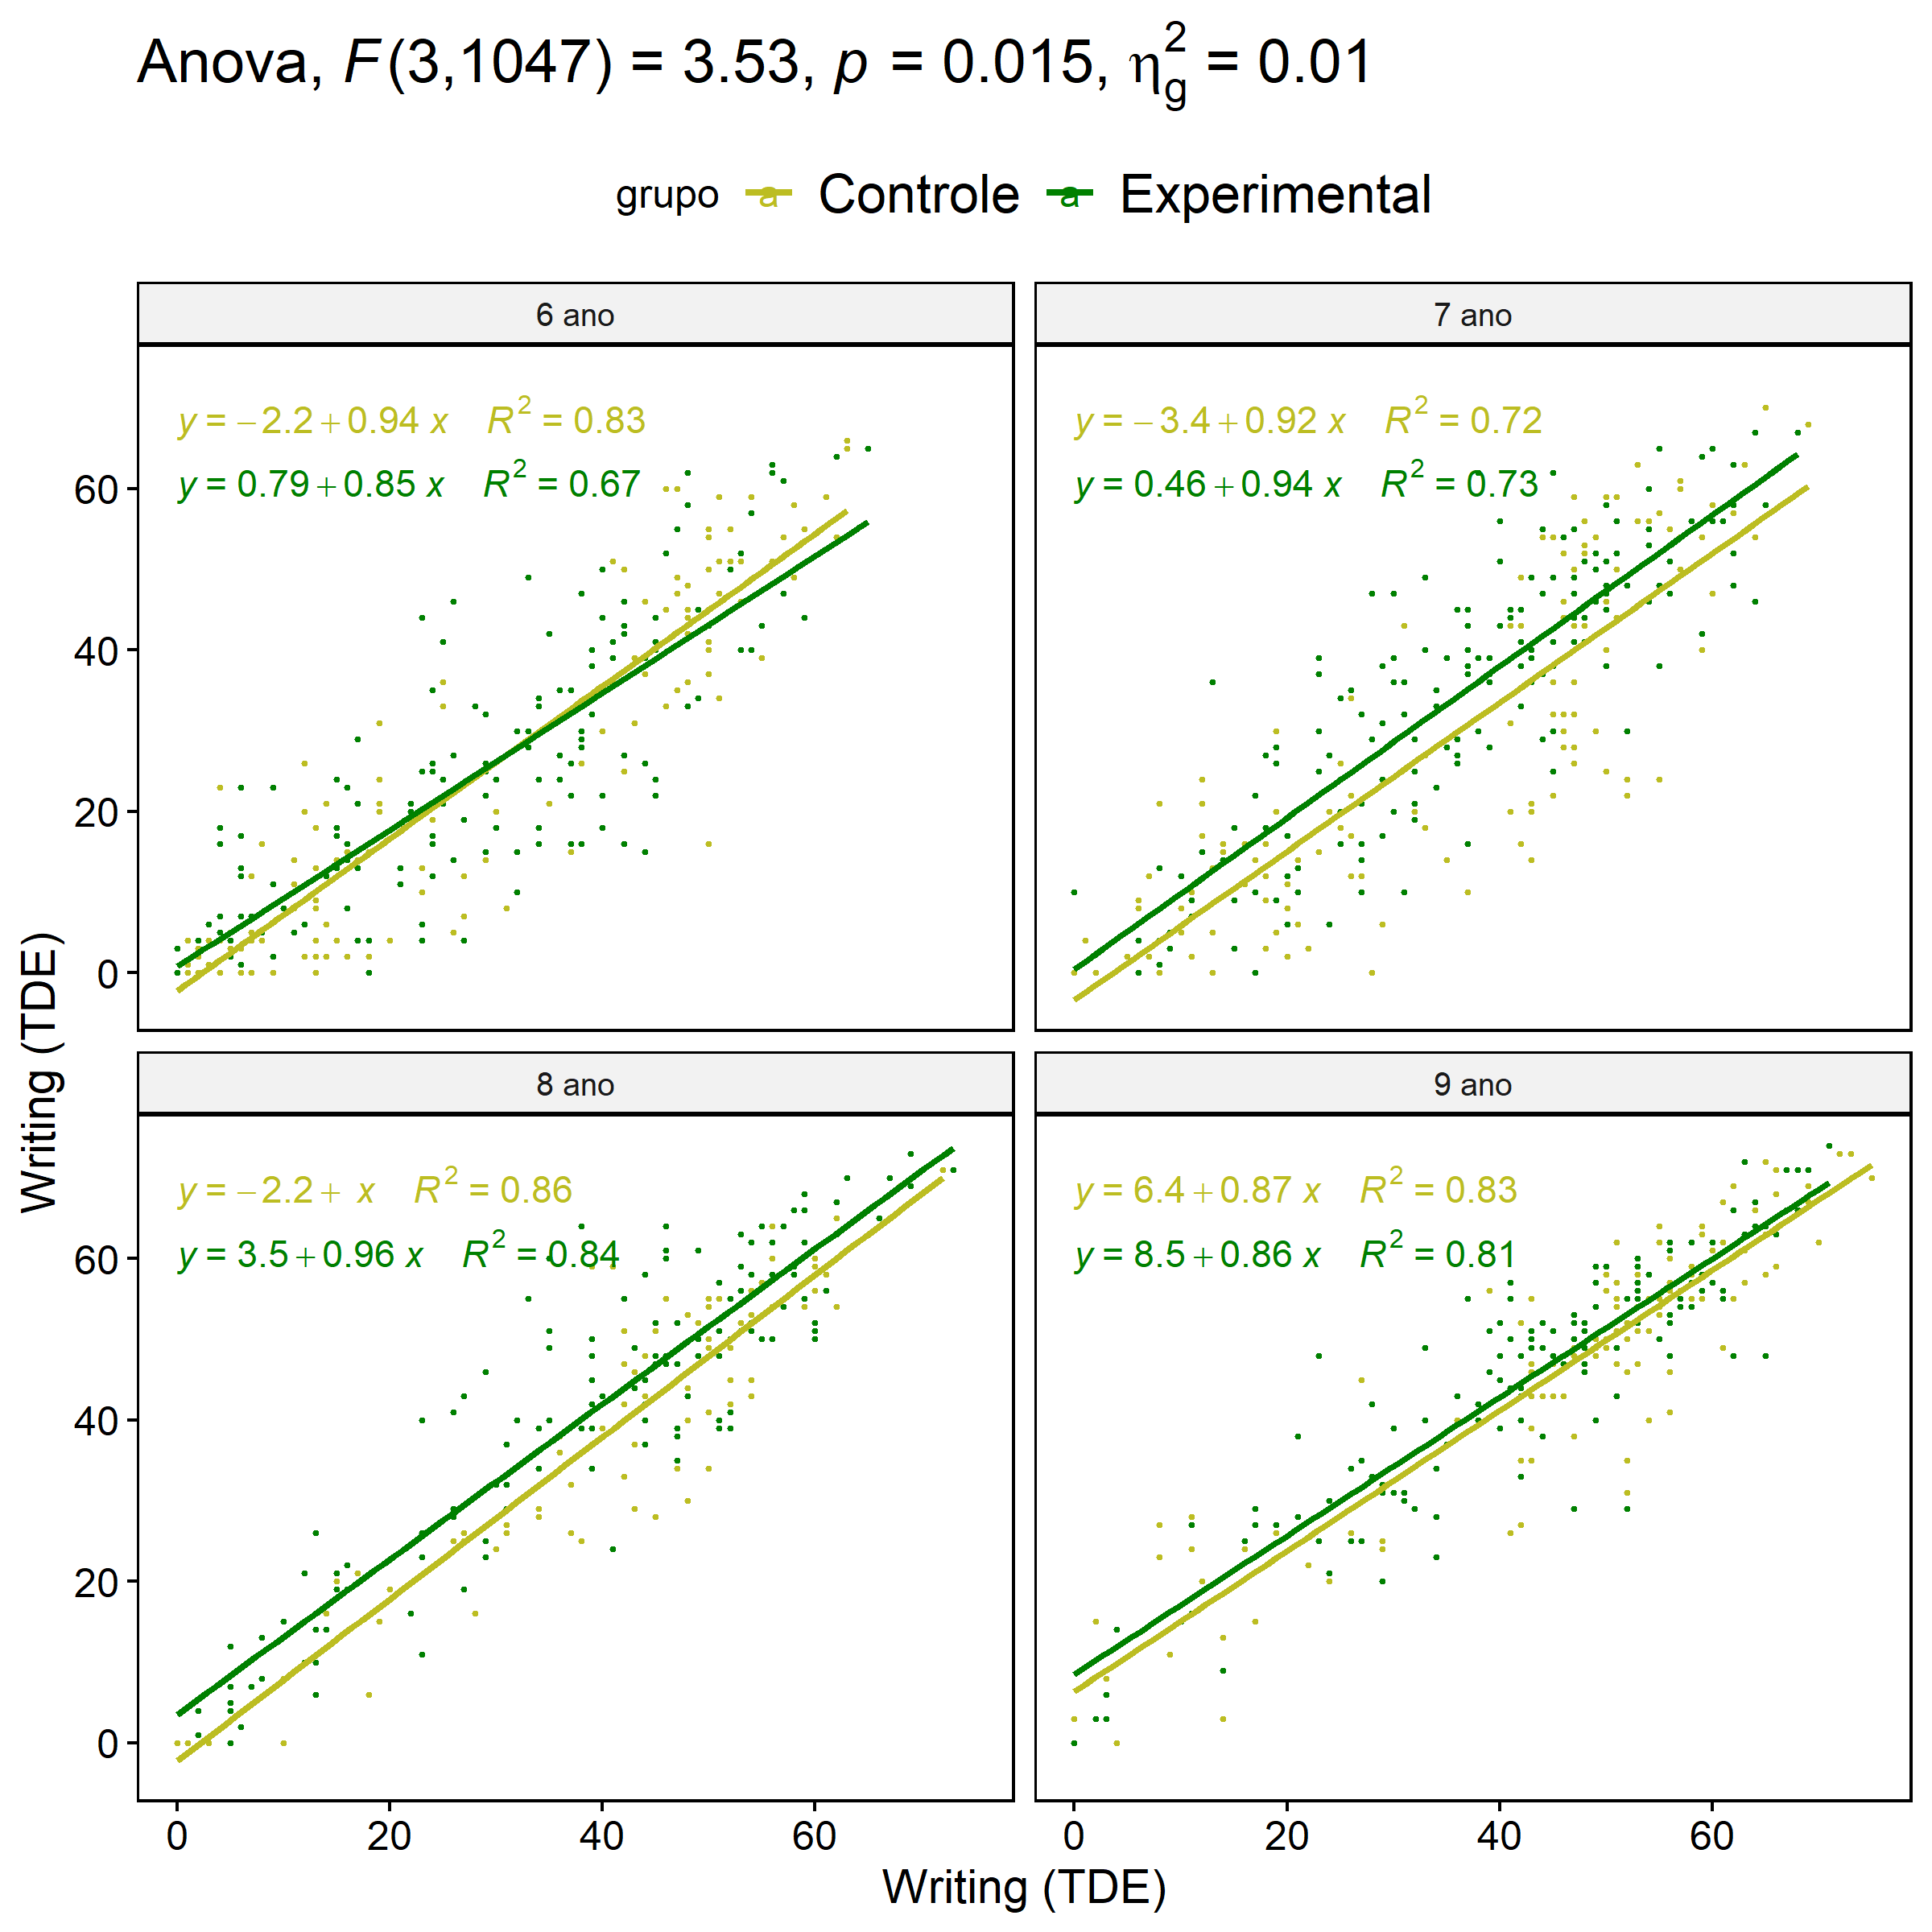 Anova, F(3,1047) = 3.53, p = 0.015, η²g = 0.01
grupo a Controle a Experimental
6 ano
7 ano
y = −2.2 + 0.94 x R² = 0.83
y = 0.79 + 0.85 x R² = 0.67
y = −3.4 + 0.92 x R² = 0.72
y = 0.46 + 0.94 x R² = 0.73
60
40
20
0
8 ano
9 ano
y = −2.2 + x R² = 0.86
y = 3.5 + 0.96 x R² = 0.84
y = 6.4 + 0.87 x R² = 0.83
y = 8.5 + 0.86 x R² = 0.81
60
40
20
0
0 20 40 60
0 20 40 60
Writing (TDE)
Writing (TDE)